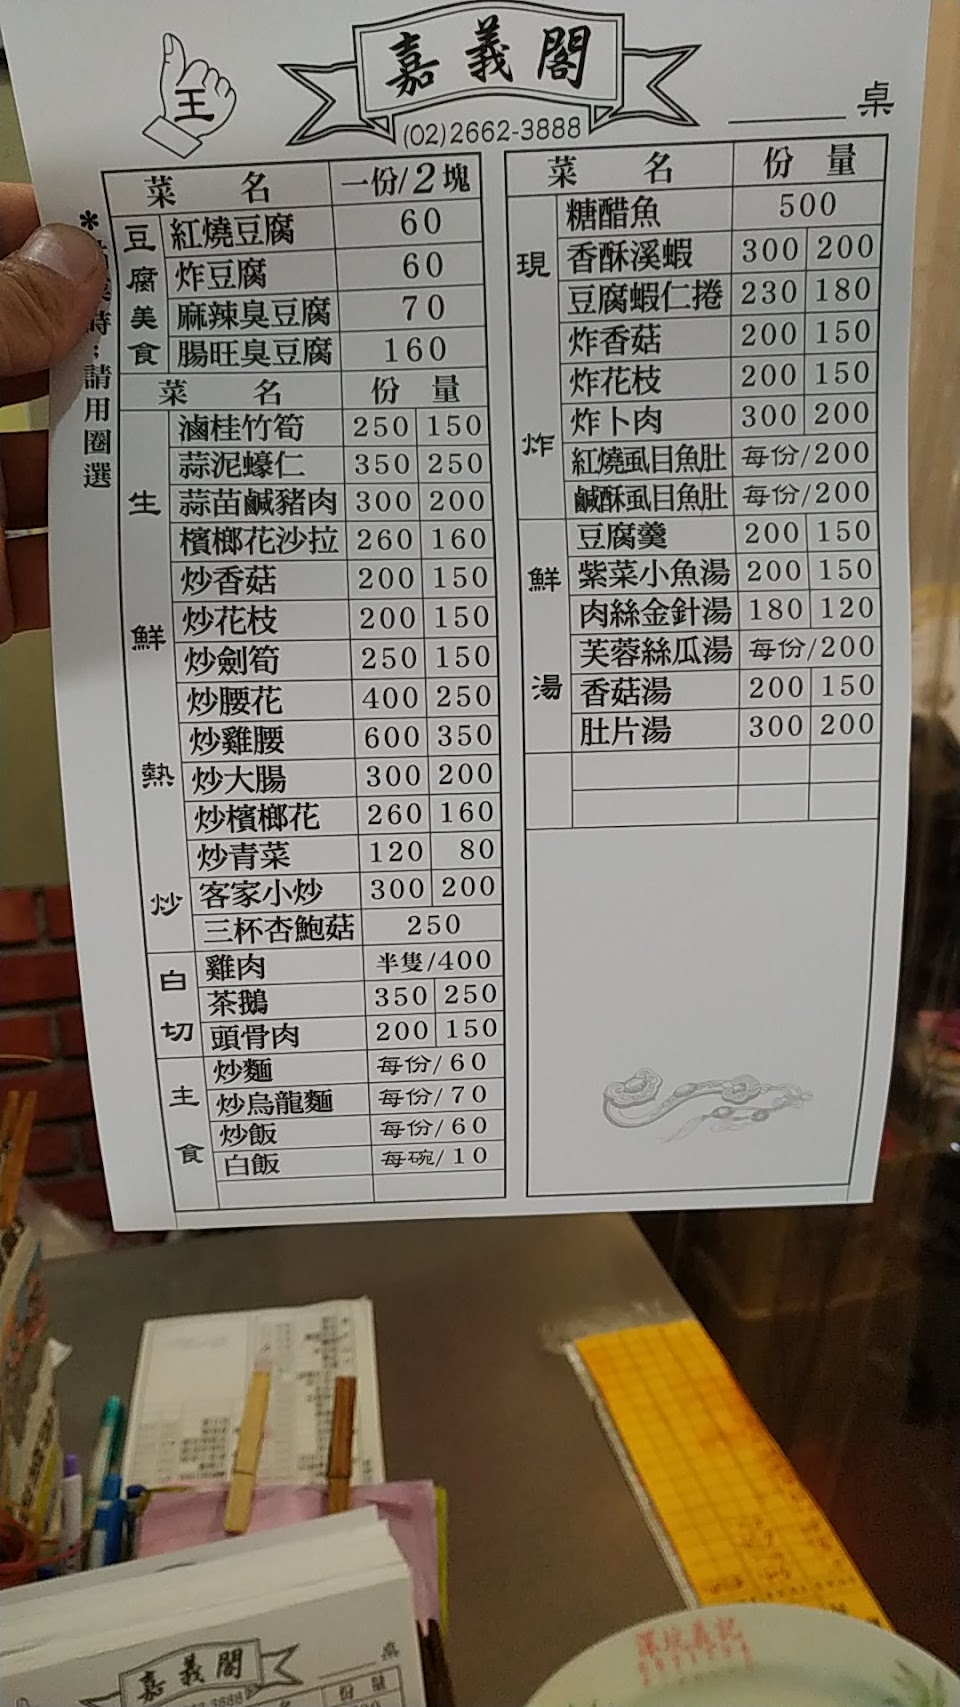 王
嘉義閣
(02)2662-3888
桌
請用圈選
菜名 一份/2塊
豆腐美食
紅燒豆腐 60
炸豆腐 60
麻辣臭豆腐 70
腸旺臭豆腐 160
菜名 份量
生鮮熱炒
滷桂竹筍 250 150
蒜泥蠔仁 350 250
蒜苗鹹豬肉 300 200
檳榔花沙拉 260 160
炒香菇 200 150
炒花枝 200 150
炒劍筍 250 150
炒腰花 400 250
炒雞腰 600 350
炒大腸 300 200
炒檳榔花 260 160
炒青菜 120 80
客家小炒 300 200
三杯杏鮑菇 250
白切
雞肉 半隻/400
茶鵝 350 250
頭骨肉 200 150
主食
炒麵 每份/60
炒烏龍麵 每份/70
炒飯 每份/60
白飯 每碗/10
菜名 份量
現炸
糖醋魚 500
香酥溪蝦 300 200
豆腐蝦仁捲 230 180
炸香菇 200 150
炸花枝 200 150
炸卜肉 300 200
紅燒虱目魚肚 每份/200
鹹酥虱目魚肚 每份/200
鮮湯
豆腐羹 200 150
紫菜小魚湯 200 150
肉絲金針湯 180 120
芙蓉絲瓜湯 每份/200
香菇湯 200 150
肚片湯 300 200
嘉義閣
桌
份量